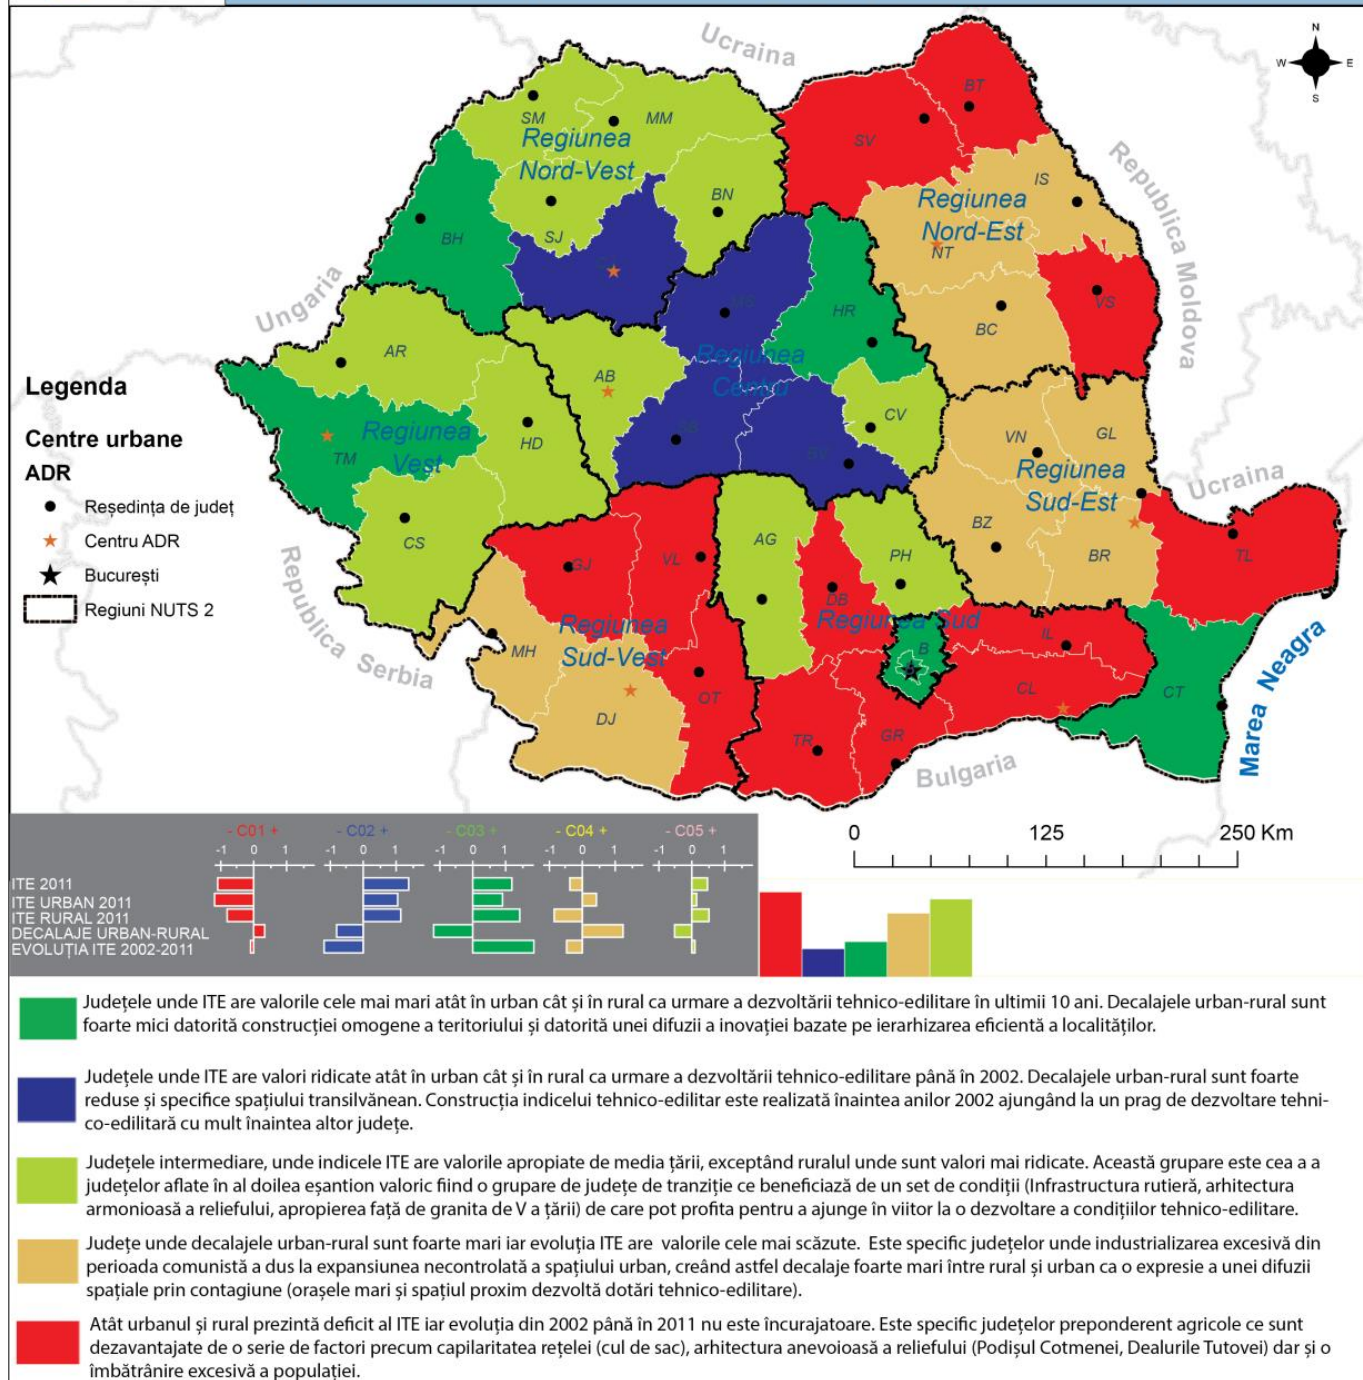 N
W
E
S
Ucraina
BT
SV
SM
MM
Regiunea
Nord-Vest
IS
Republica Moldova
BN
Regiunea
Nord-Est
SJ
BH
NT
Ungaria
VS
MS
HR
BC
AR
Regiunea
Centru
AB
Legenda
CV
Centre urbane
GL
VN
SB
Regiunea
Vest
HD
TM
BV
ADR
Regiunea
Sud-Est
Ucraina
Reședința de județ
BZ
AG
CS
PH
BR
Centru ADR
TL
GJ
VL
București
DB
Regiuni NUTS 2
Regiunea
Sud-Vest
Regiunea Sud
IL
Republica Serbia
MH
B
Marea Neagra
OT
CL
CT
DJ
TR
GR
Bulgaria
- C01 +
- C02 +
- C03 +
- C04 +
- C05 +
0
125
250 Km
-1 0 1
-1 0 1
-1 0 1
-1 0 1
-1 0 1
ITE 2011
ITE URBAN 2011
ITE RURAL 2011
DECALAJE URBAN-RURAL
EVOLUȚIA ITE 2002-2011
Județele unde ITE are valorile cele mai mari atât în urban cât și în rural ca urmare a dezvoltării tehnico-edilitare în ultimii 10 ani. Decalajele urban-rural sunt
foarte mici datorită construcției omogene a teritoriului și datorită unei difuzii a inovației bazate pe ierarhizarea eficientă a localităților.
Județele unde ITE are valori ridicate atât în urban cât și în rural ca urmare a dezvoltării tehnico-edilitare până în 2002. Decalajele urban-rural sunt foarte
reduse și specifice spațiului transilvănean. Construcția indicelui tehnico-edilitar este realizată înaintea anilor 2002 ajungând la un prag de dezvoltare tehni-
co-edilitară cu mult înaintea altor județe.
Județele intermediare, unde indicele ITE are valorile apropiate de media țării, exceptând ruralul unde sunt valori mai ridicate. Această grupare este cea a a
județelor aflate în al doilea eșantion valoric fiind o grupare de județe de tranziție ce beneficiază de un set de condiții (Infrastructura rutieră, arhitectura
armonioasă a reliefului, apropierea față de granita de V a țării) de care pot profita pentru a ajunge în viitor la o dezvoltare a condițiilor tehnico-edilitare.
Județe unde decalajele urban-rural sunt foarte mari iar evoluția ITE are valorile cele mai scăzute. Este specific județelor unde industrializarea excesivă din
perioada comunistă a dus la expansiunea necontrolată a spațiului urban, creând astfel decalaje foarte mari între rural și urban ca o expresie a unei difuzii
spațiale prin contagiune (orașele mari și spațiul proxim dezvoltă dotări tehnico-edilitare).
Atât urbanul și rural prezintă deficit al ITE iar evoluția din 2002 până în 2011 nu este încurajatoare. Este specific județelor preponderent agricole ce sunt
dezavantajate de o serie de factori precum capilaritatea rețelei (cul de sac), arhitectura anevoioasă a reliefului (Podișul Cotmenei, Dealurile Tutovei) dar și o
îmbătrânire excesivă a populației.